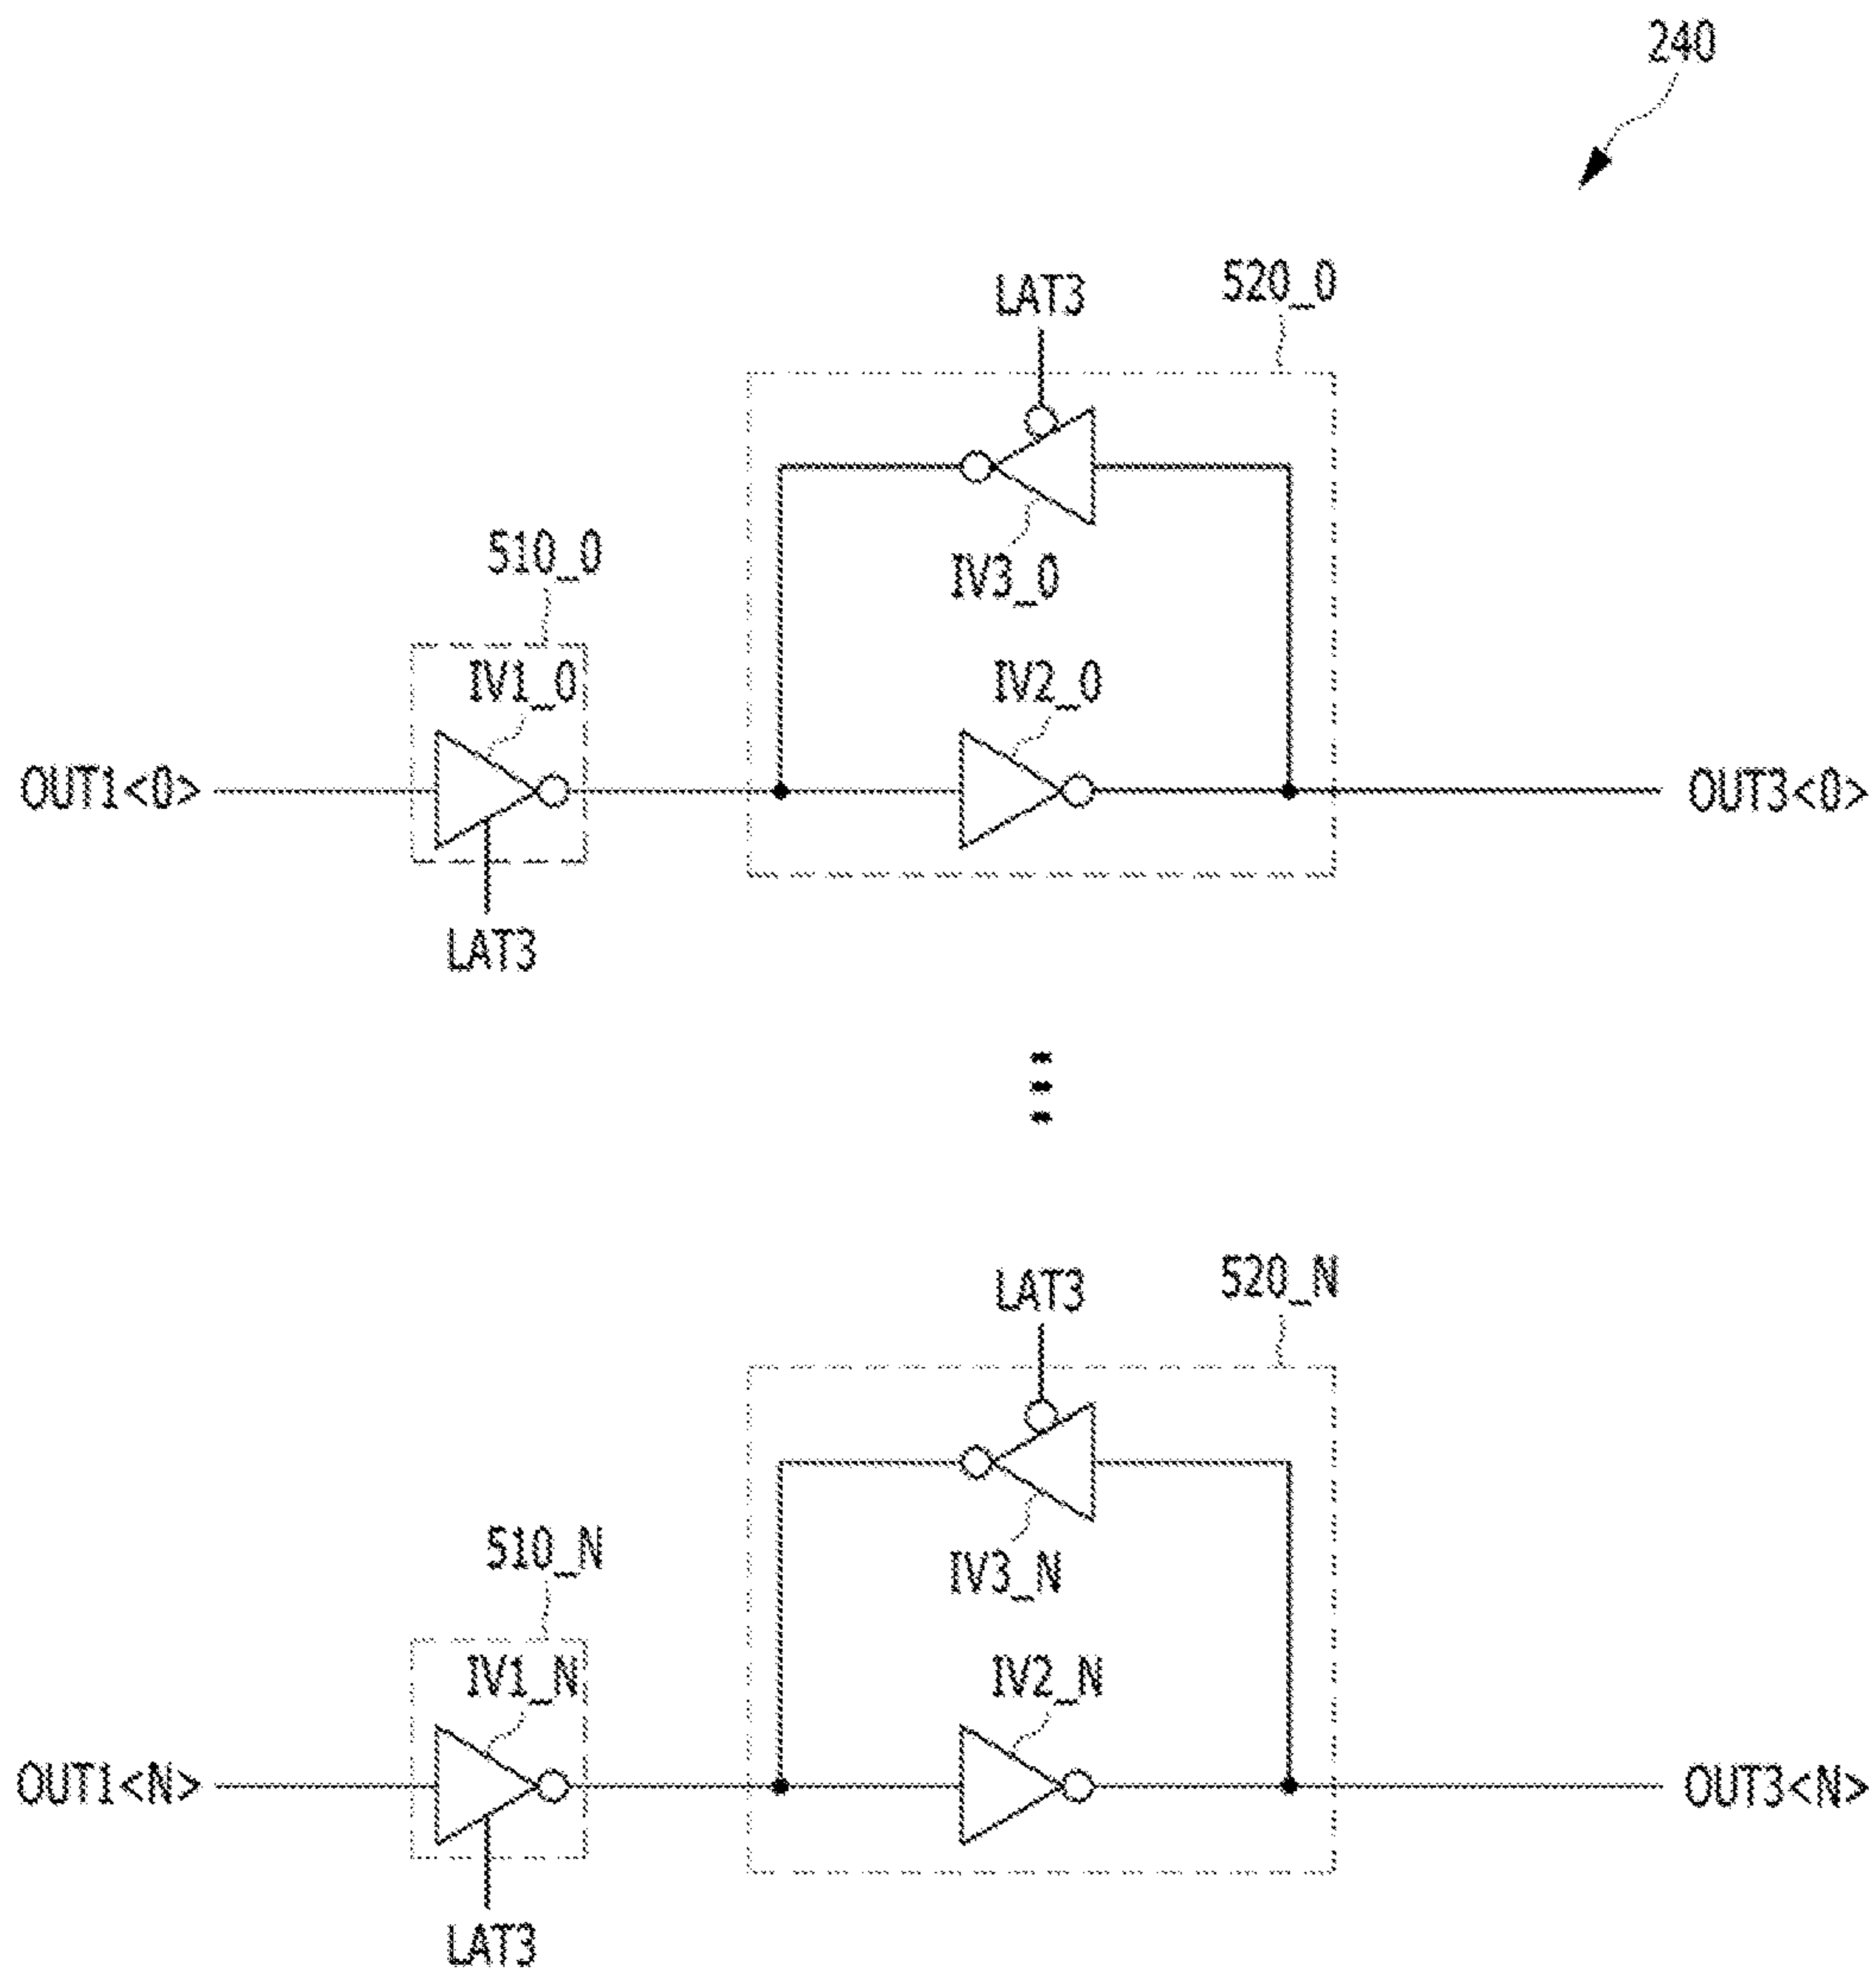 240
LAT3
520_0
510_0
IV3_0
IV1_0
IV2_0
OUT1<0>
OUT3<0>
LAT3
LAT3
520_N
510_N
IV3_N
IV1_N
IV2_N
OUT1<N>
OUT3<N>
LAT3